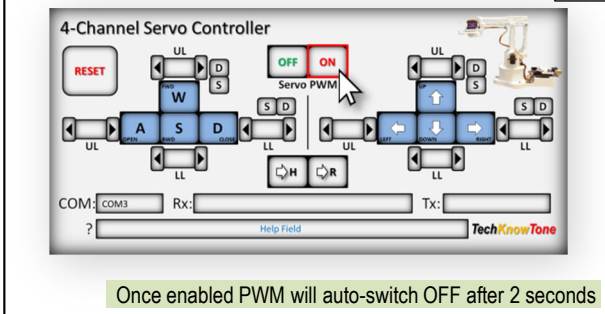 4-Channel Servo Controller
RESET
UL
D
S
FWD
W
OFF
ON
Servo PWM
UL
D
S
UP
S D
A
OPEN
S
BWD
D
CLOSE
UL
LL
LL
S D
LEFT
DOWN
RIGHT
UL
LL
LL
H
R
COM: COM3 Rx: Tx:
? Help Field TechKnowTone
Once enabled PWM will auto-switch OFF after 2 seconds